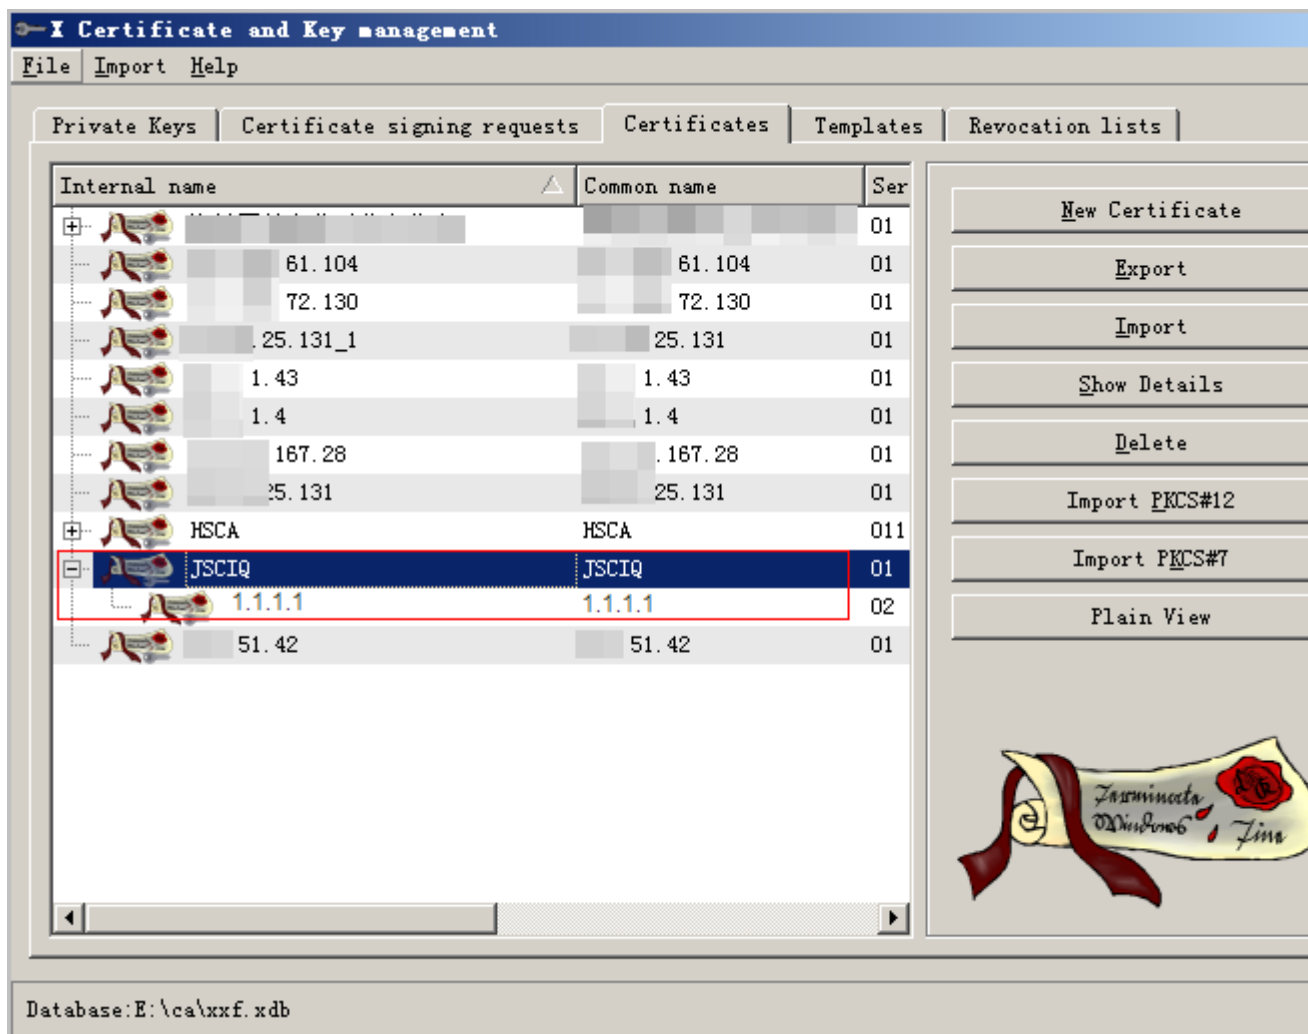 X Certificate and Key management
File Import Help
Private Keys Certificate signing requests Certificates Templates Revocation lists
Internal name Common name Ser
01
61.104 61.104 01
72.130 72.130 01
.25.131_1 25.131 01
1.43 1.43 01
1.4 1.4 01
167.28 .167.28 01
25.131 25.131 01
HSCA HSCA 011
JSCIQ JSCIQ 01
1.1.1.1 1.1.1.1 02
51.42 51.42 01
New Certificate
Export
Import
Show Details
Delete
Import PKCS#12
Import PKCS#7
Plain View
Windows
Database:E:\ca\xxf.xdb